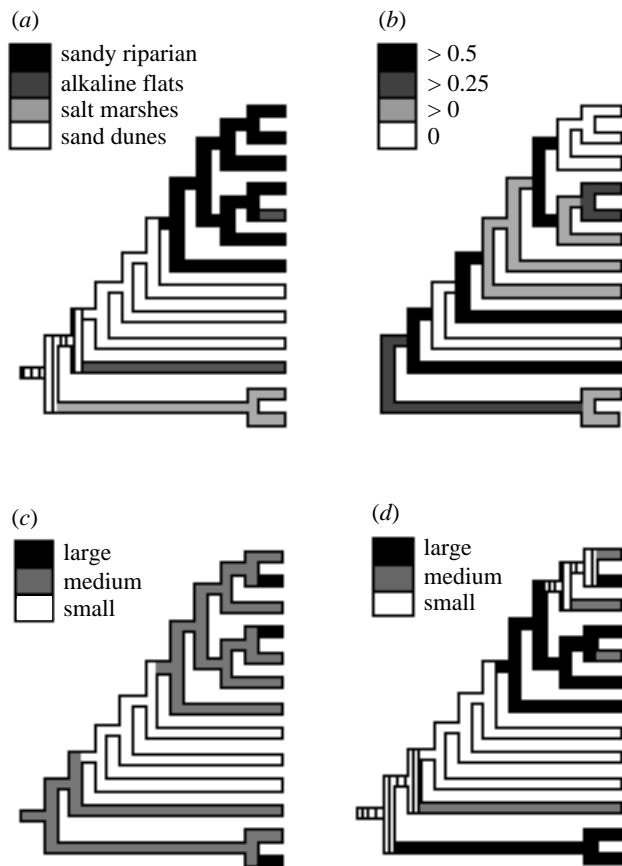 (a)
sandy riparian
alkaline flats
salt marshes
sand dunes
(b)
> 0.5
> 0.25
> 0
0
(c)
large
medium
small
(d)
large
medium
small